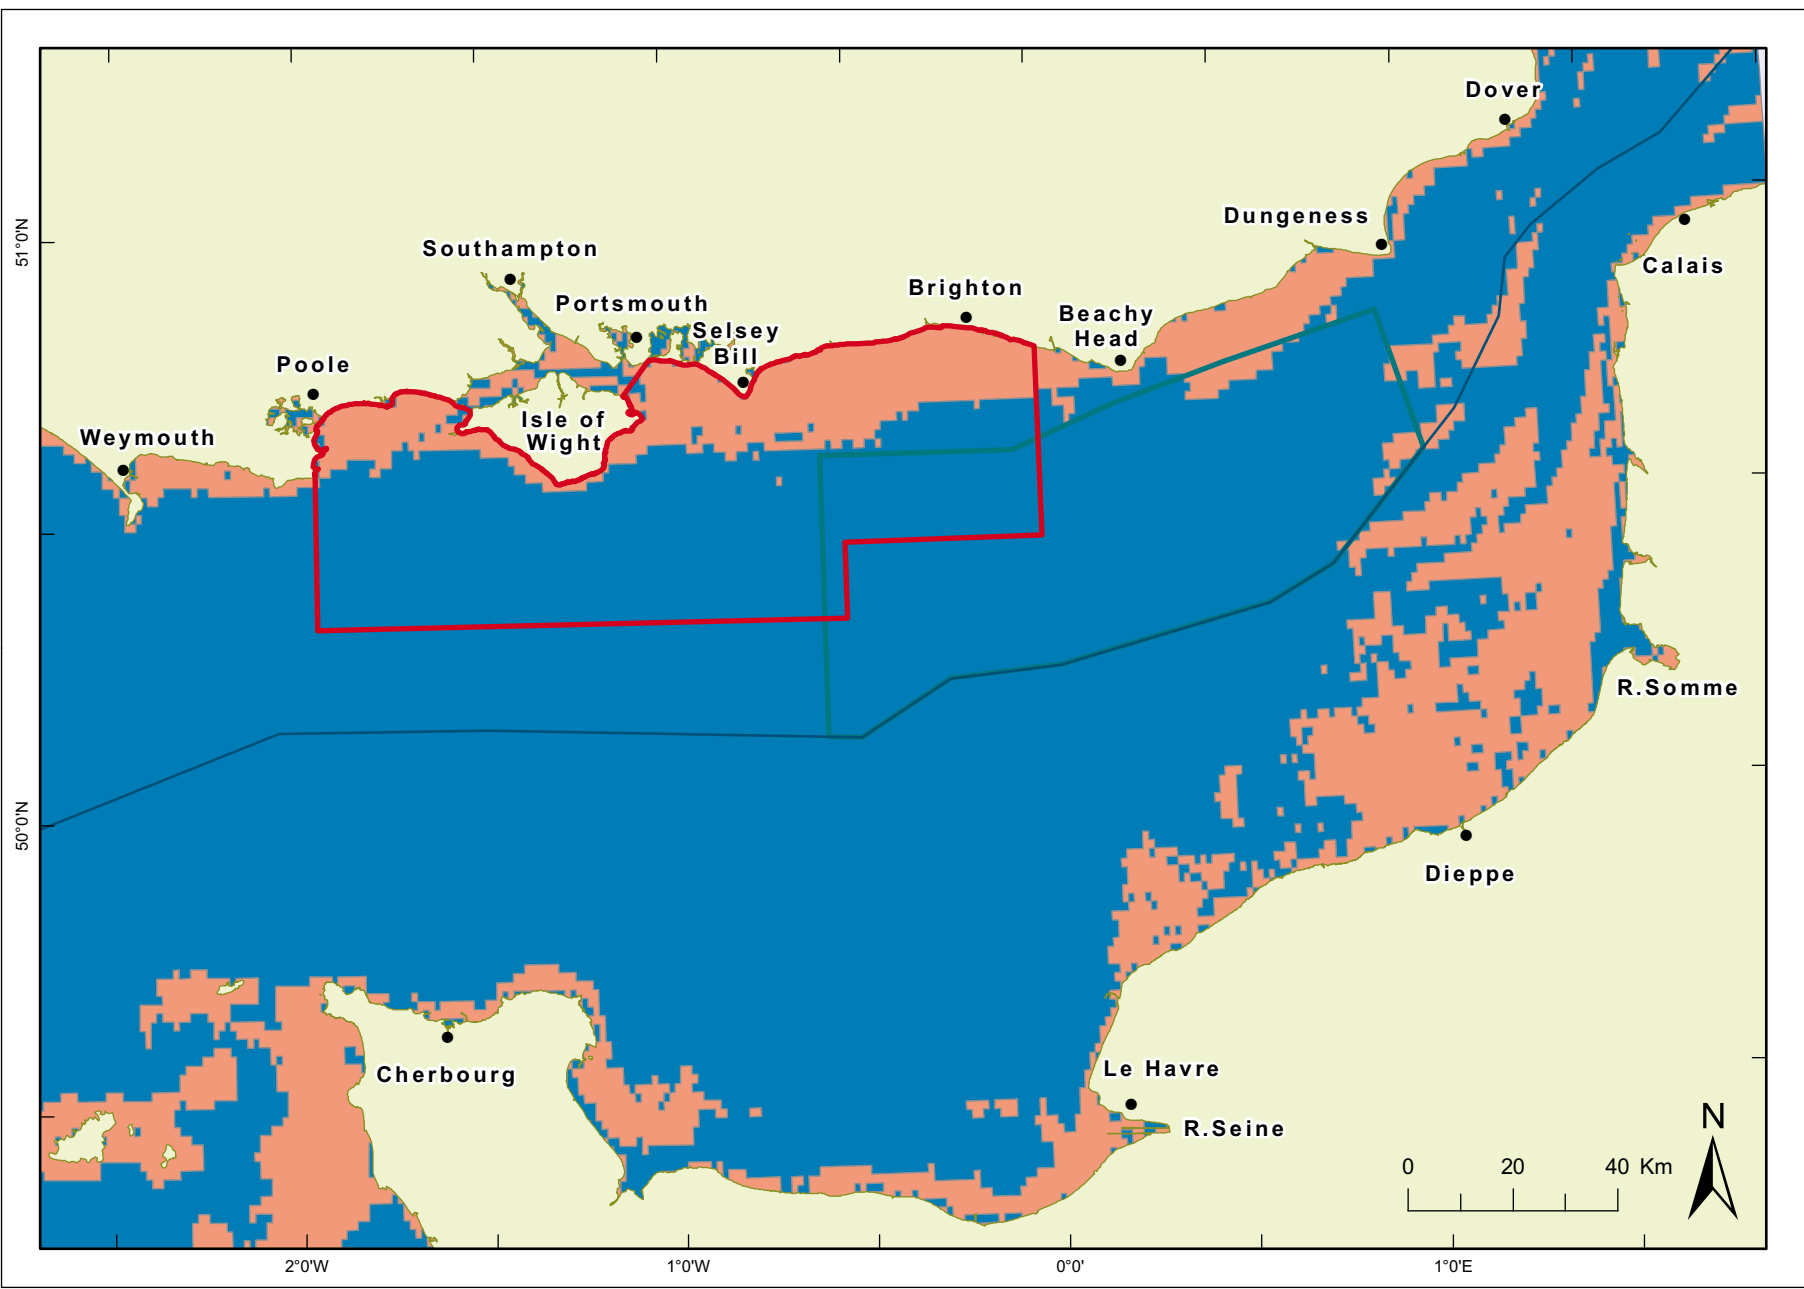 Dover
Dungeness
51°0'N
Southampton
Calais
Brighton
Portsmouth
Beachy
Head
Selsey
Bill
Poole
Isle of
Wight
Weymouth
R.Somme
50°0'N
Dieppe
Cherbourg
Le Havre
R.Seine
N
0 20 40 Km
2°0'W 1°0'W 0°0' 1°0'E